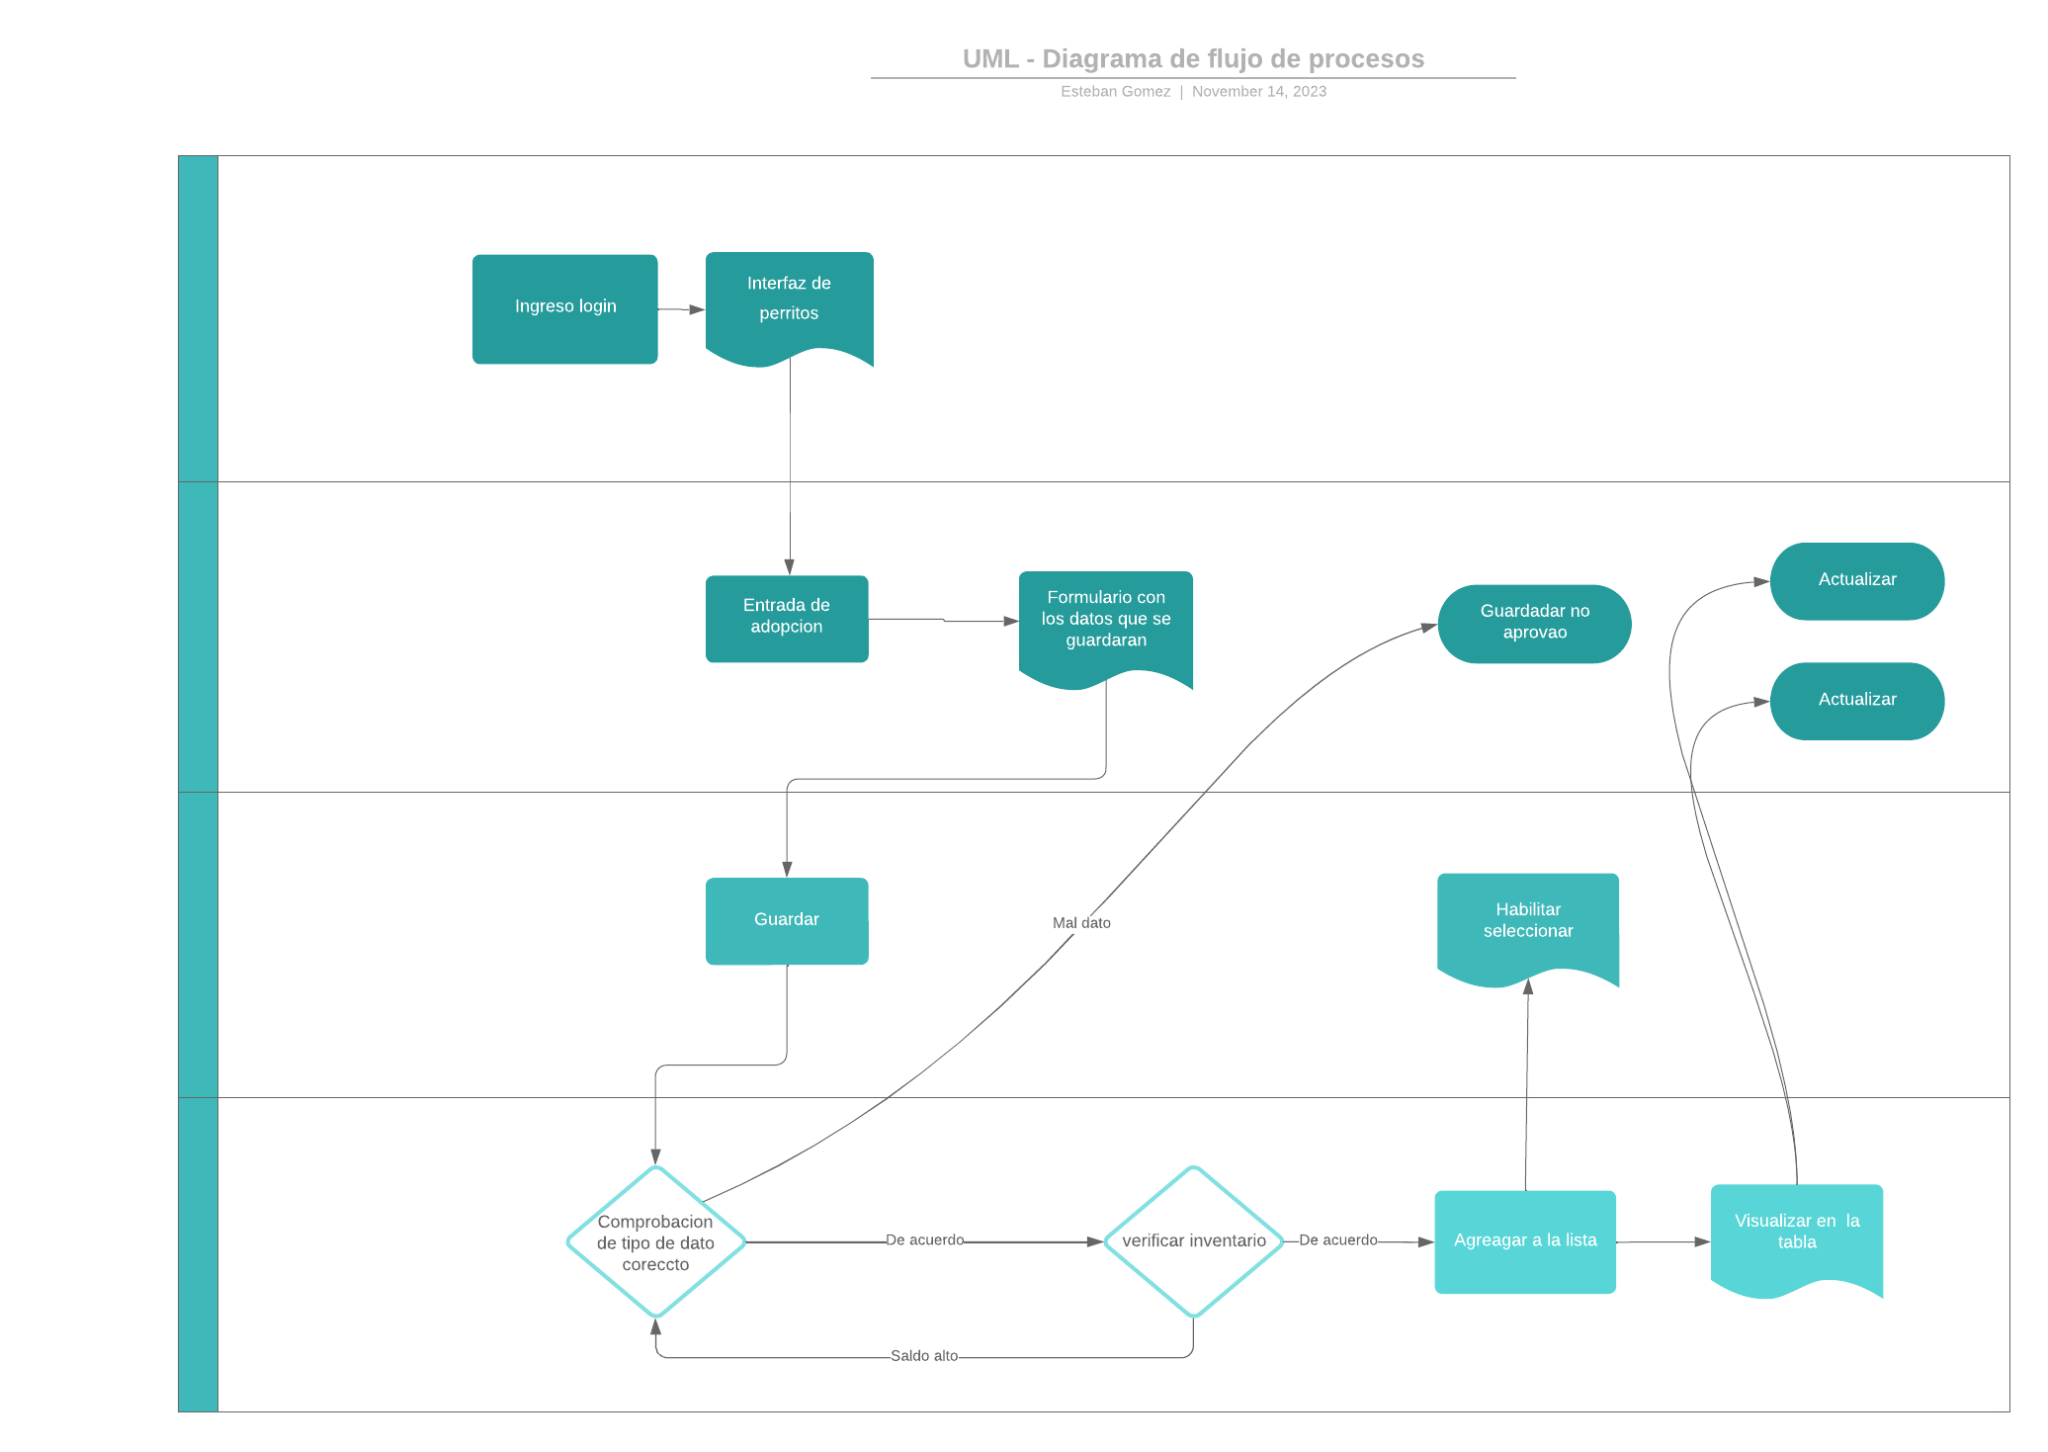 UML - Diagrama de flujo de procesos
Esteban Gomez | November 14, 2023
Ingreso login
Interfaz de
perritos
Entrada de
adopcion
Formulario con
los datos que se
guardaran
Guardadar no
aprovao
Actualizar
Actualizar
Guardar
Mal dato
Habilitar
seleccionar
Comprobacion
de tipo de dato
coreccto
De acuerdo
verificar inventario
De acuerdo
Agreagar a la lista
Visualizar en la
tabla
Saldo alto